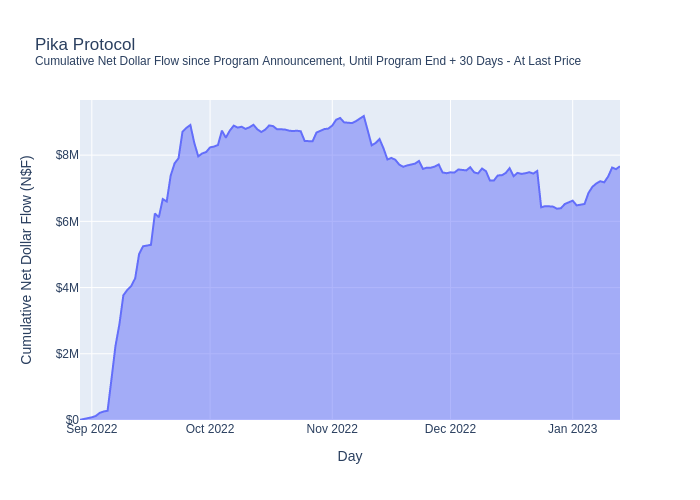 Pika Protocol
Cumulative Net Dollar Flow since Program Announcement, Until Program End + 30 Days - At Last Price
Cumulative Net Dollar Flow (N$F)
$8M
$6M
$4M
$2M
$0
Sep 2022 Oct 2022 Nov 2022 Dec 2022 Jan 2023
Day